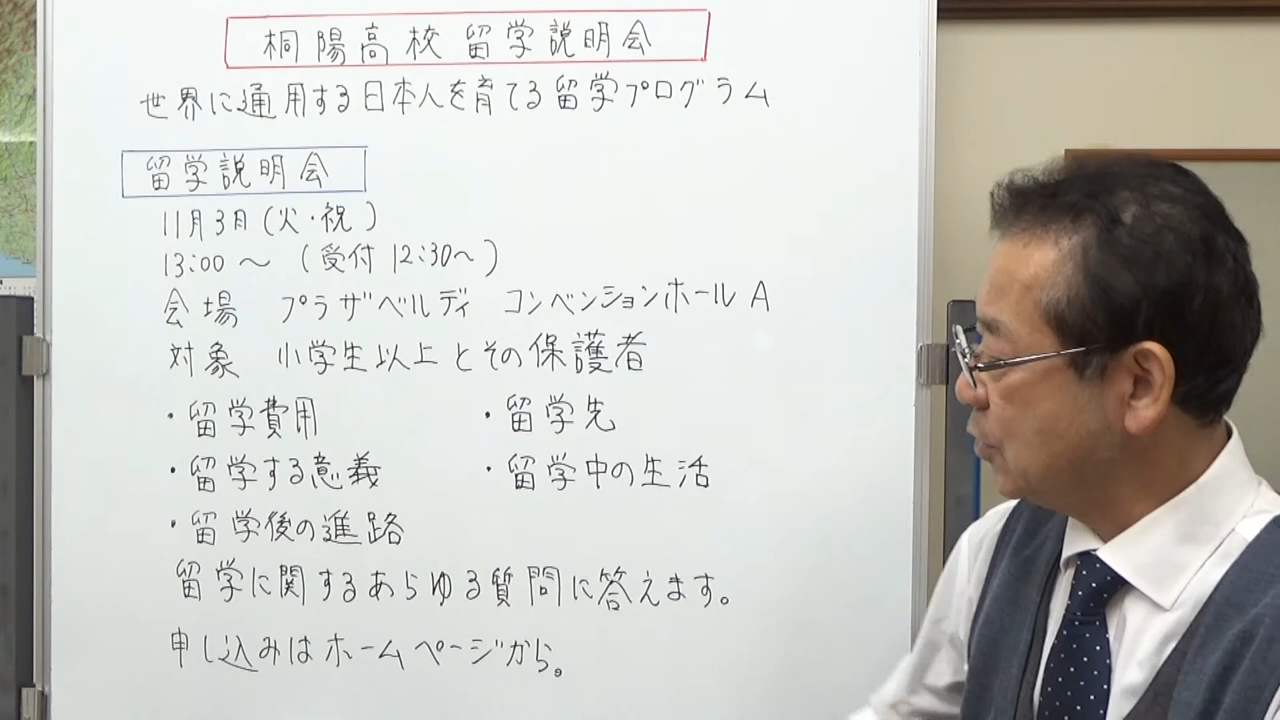 桐陽高校留学説明会
世界に通用する日本人を育てる留学プログラム
留学説明会
11月3日(火・祝)
13:00〜 (受付 12:30〜)
会場 プラザベルディ コンベンションホールA
対象 小学生以上とその保護者
・留学費用 ・留学先
・留学する意義 ・留学中の生活
・留学後の進路
留学に関するあらゆる質問に答えます。
申し込みはホームページから。